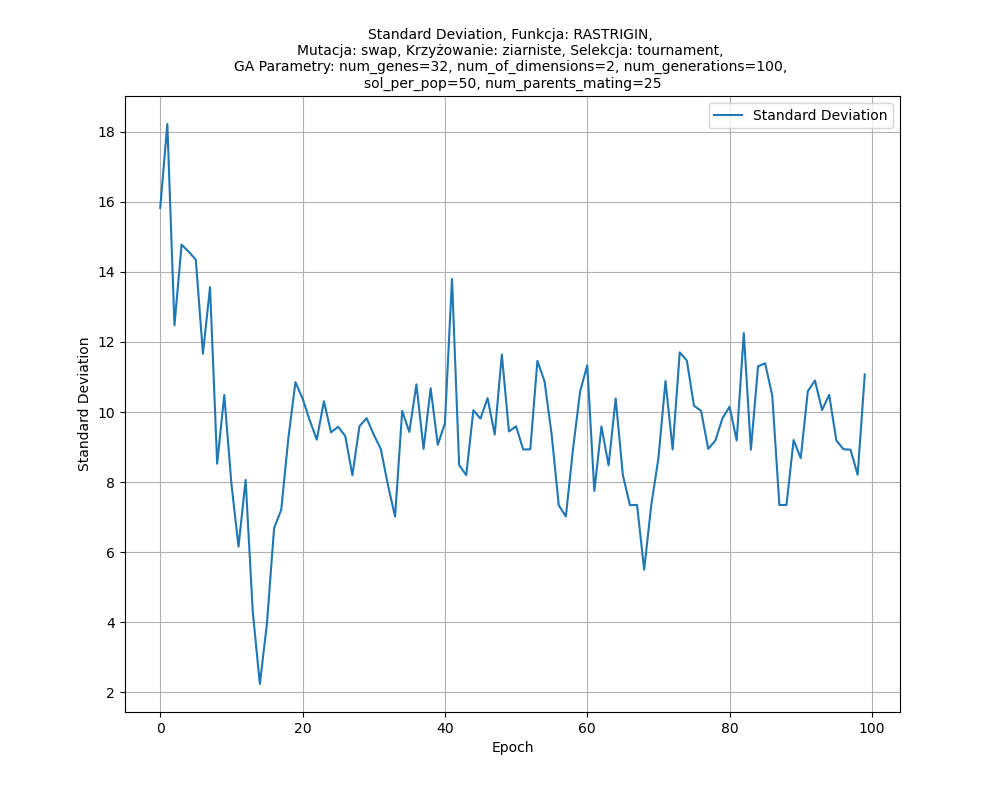 Standard Deviation, Funkcja: RASTRIGIN,
Mutacja: swap, Krzyżowanie: ziarniste, Selekcja: tournament,
GA Parametry: num_genes=32, num_of_dimensions=2, num_generations=100,
sol_per_pop=50, num_parents_mating=25
Standard Deviation
18
16
14
12
10
8
6
4
2
Standard Deviation
0
20
40
60
80
100
Epoch